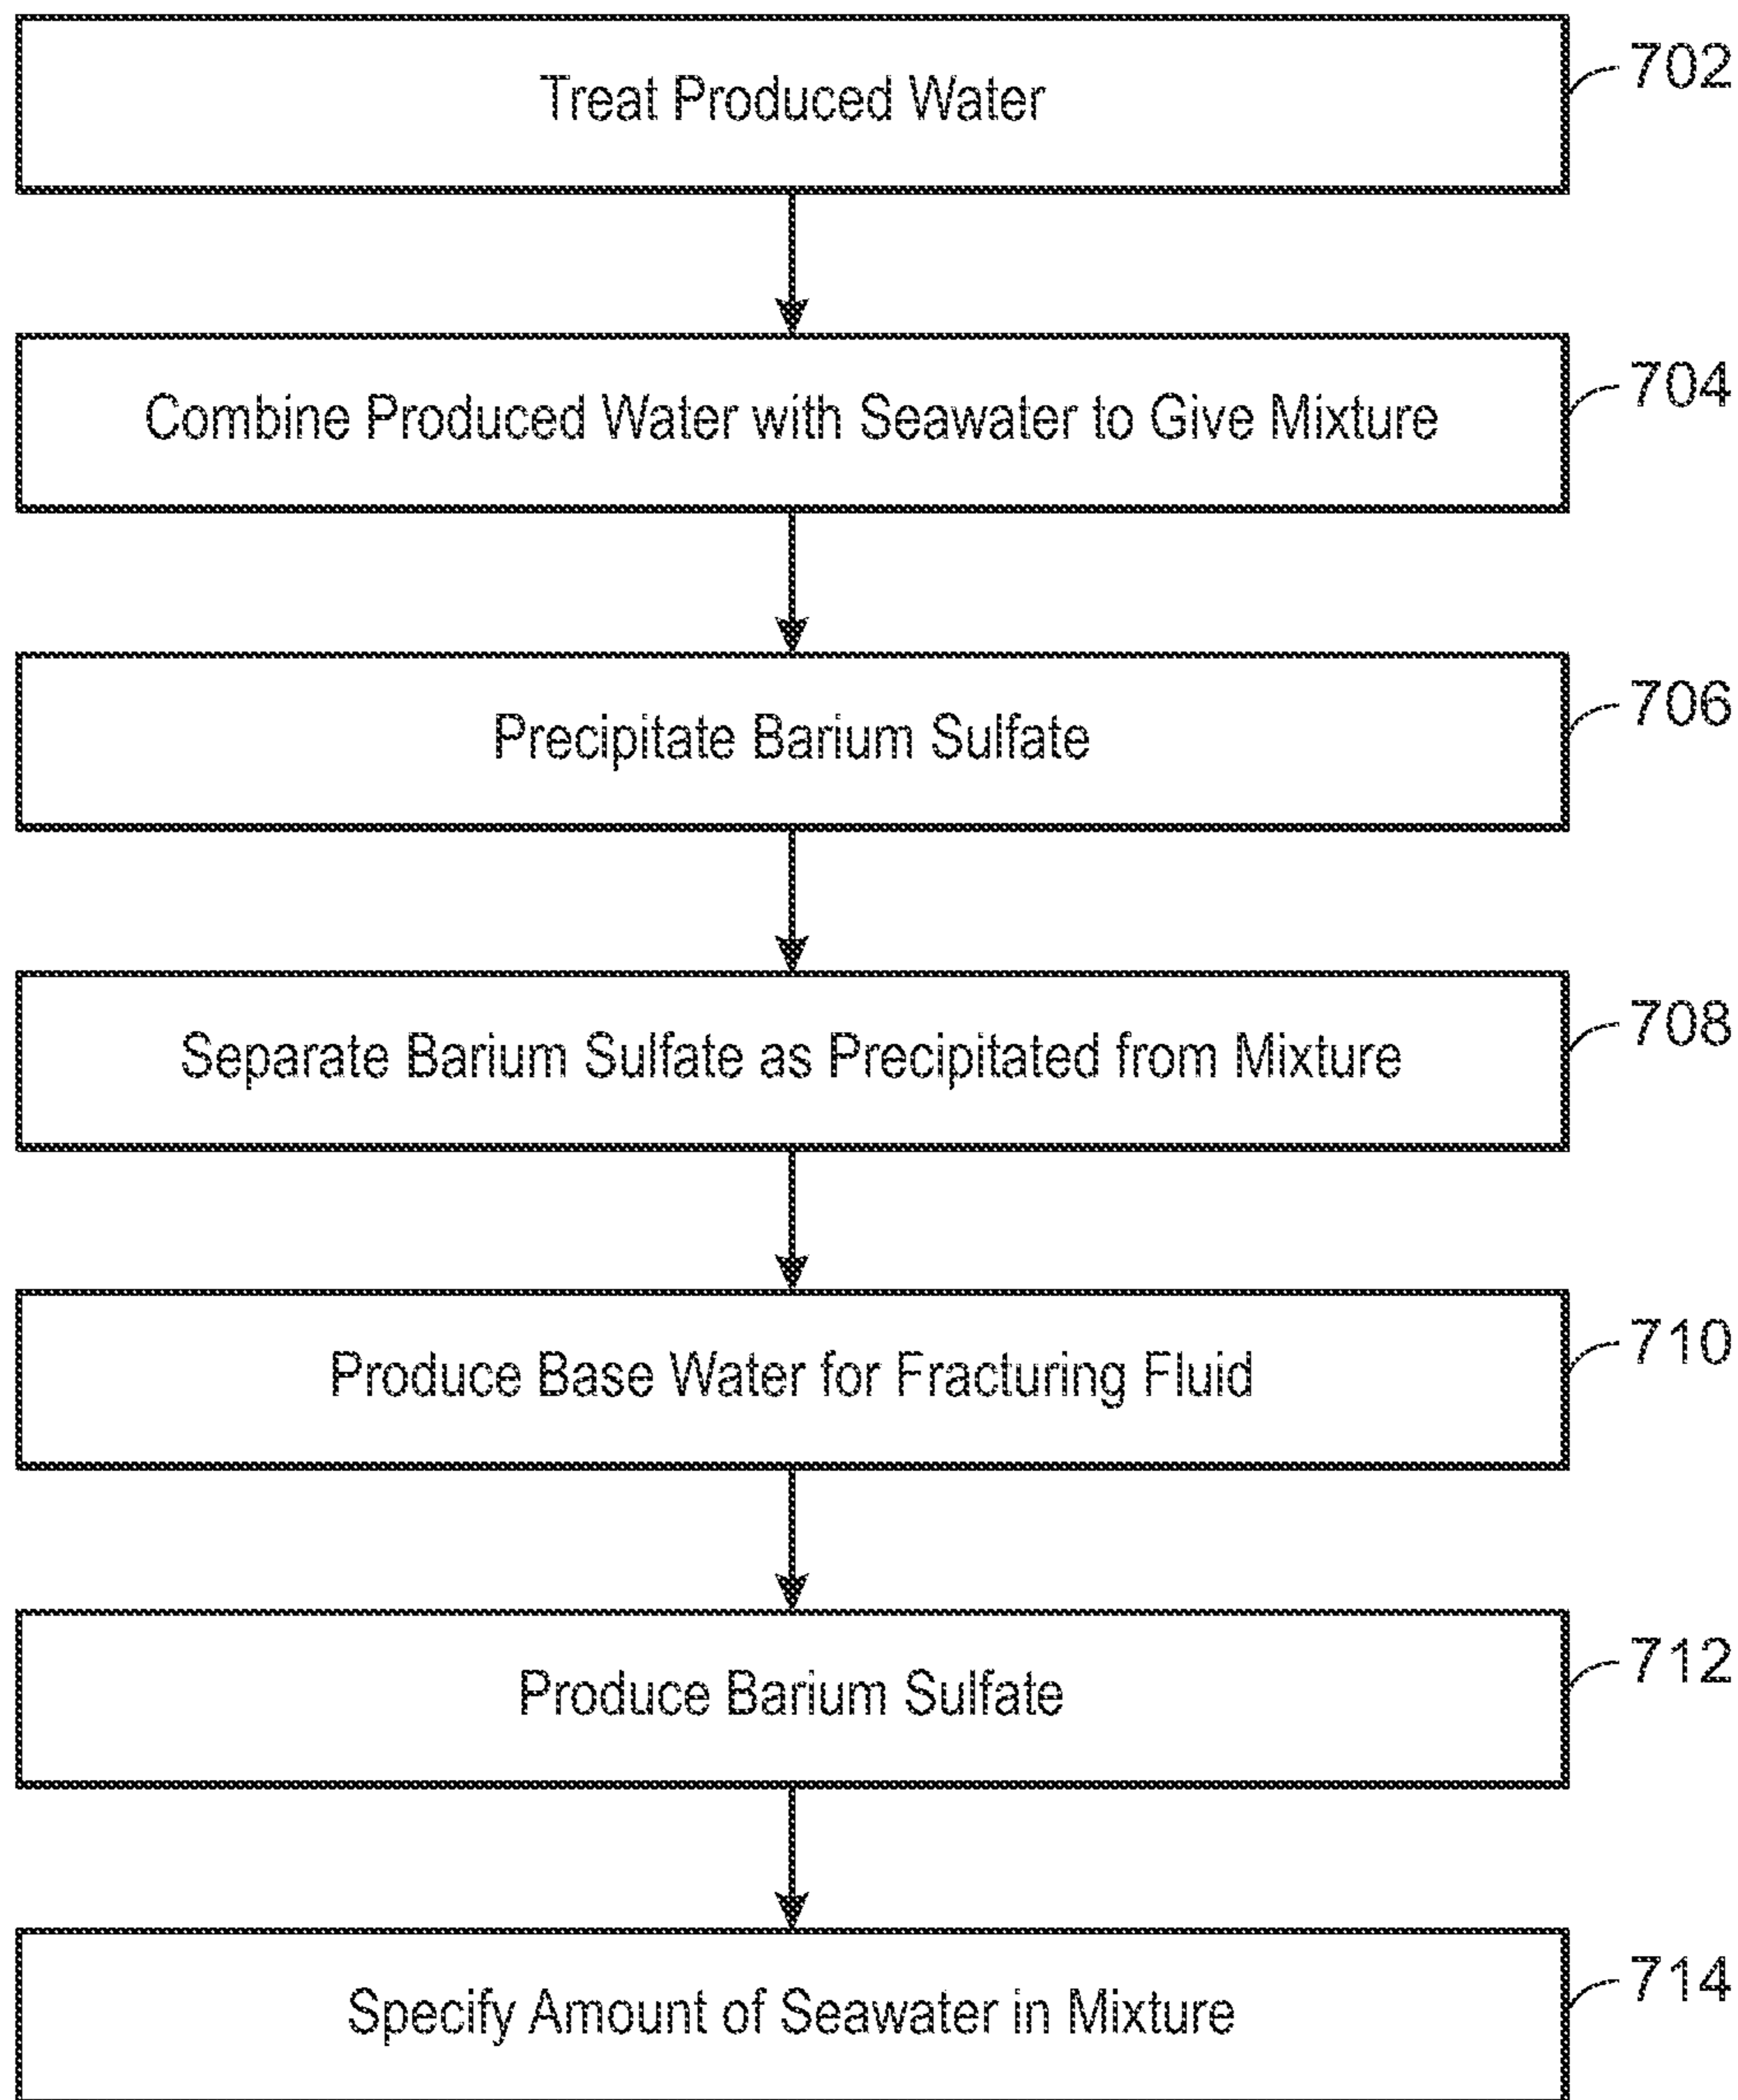 Treat Produced Water
702
Combine Produced Water with Seawater to Give Mixture
704
Precipitate Barium Sulfate
706
Separate Barium Sulfate as Precipitated from Mixture
708
Produce Base Water for Fracturing Fluid
710
Produce Barium Sulfate
712
Specify Amount of Seawater in Mixture
714